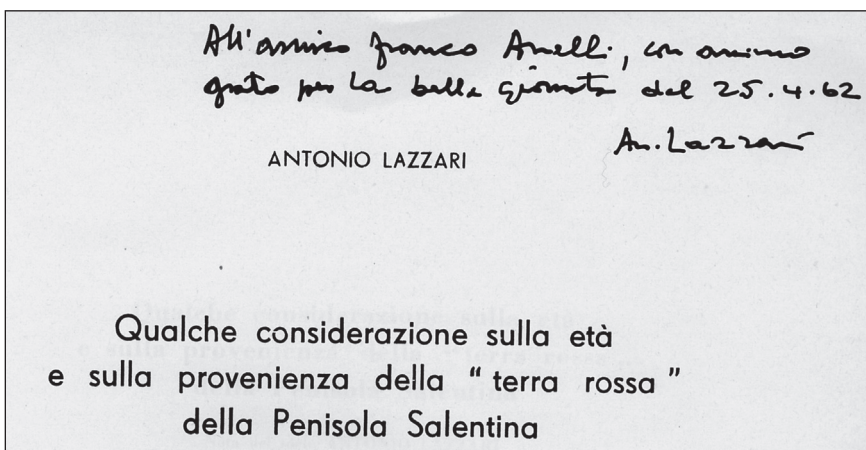 All'amico Franco Anelli, con animo
grato per la bella giornata del 25.4.62
An. Lazzari
ANTONIO LAZZARI
Qualche considerazione sulla età
e sulla provenienza della " terra rossa "
della Penisola Salentina